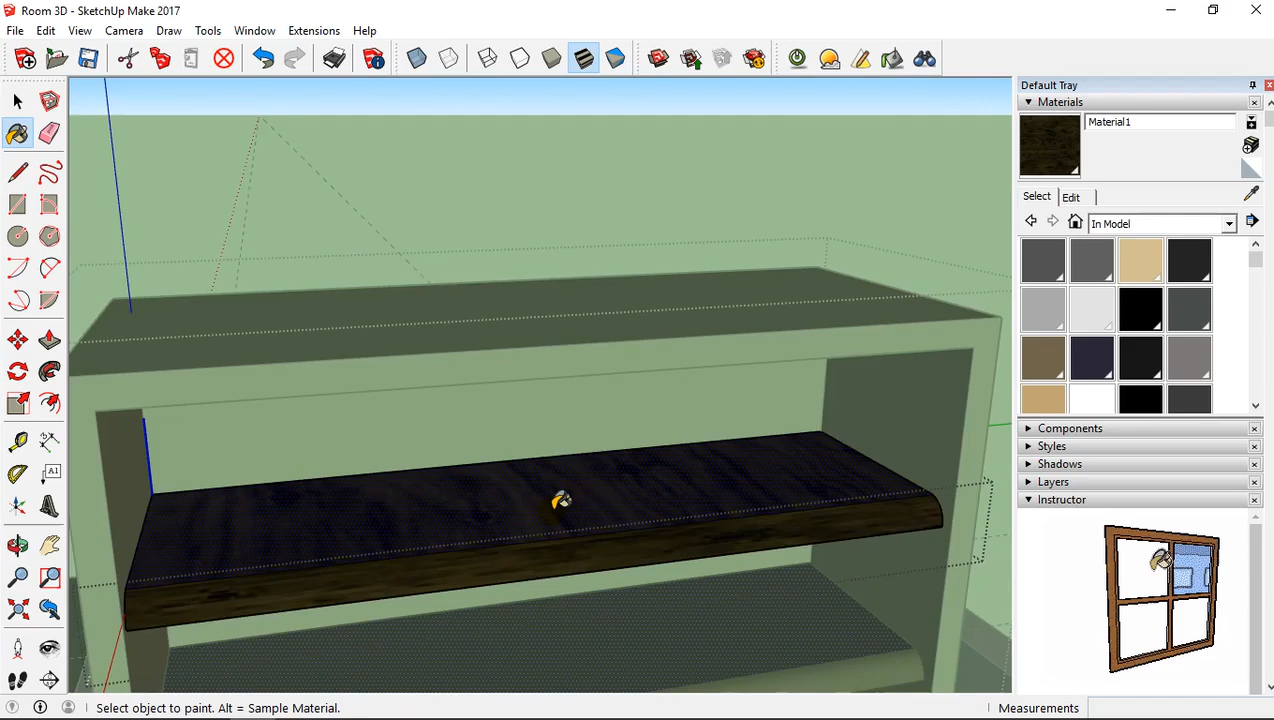 Room 3D - SketchUp Make 2017
File Edit View Camera Draw Tools Window Extensions Help
Default Tray
Materials
Material1
Select Edit
In Model
Components
Styles
Shadows
Layers
Instructor
A1
Select object to paint. Alt = Sample Material.
Measurements